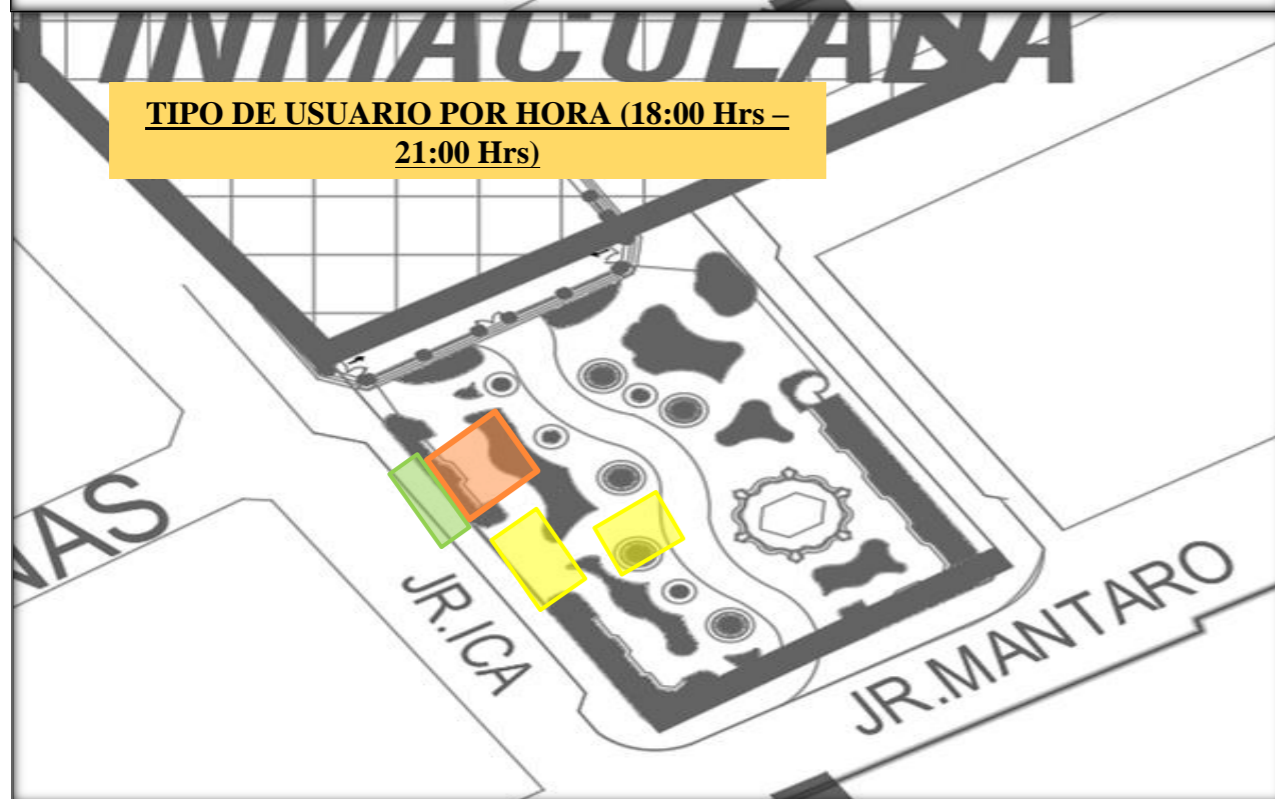 INMACULADA
TIPO DE USUARIO POR HORA (18:00 Hrs –
21:00 Hrs)
NAS
JR.ICA
JR.MANTARO